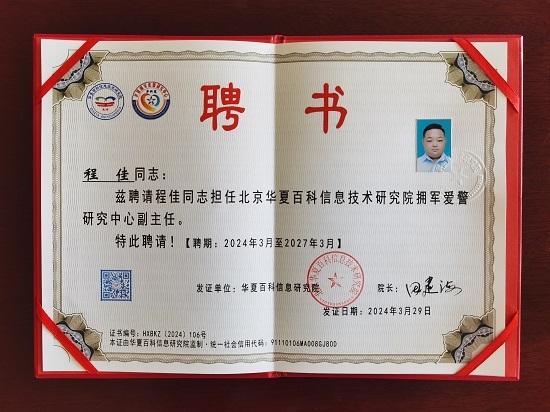 聘书
程 佳同志：
兹聘请程佳同志担任北京华夏百科信息技术研究院拥军爱警
研究中心副主任。
特此聘请！【聘期：2024年3月至2027年3月】
发证单位：华夏百科信息研究院
院长：
发证日期：2024年3月29日
证书编号：HXBKZ（2024）106号
本证由华夏百科信息研究院监制·统一社会信用代码：91110106MA008GJ80D